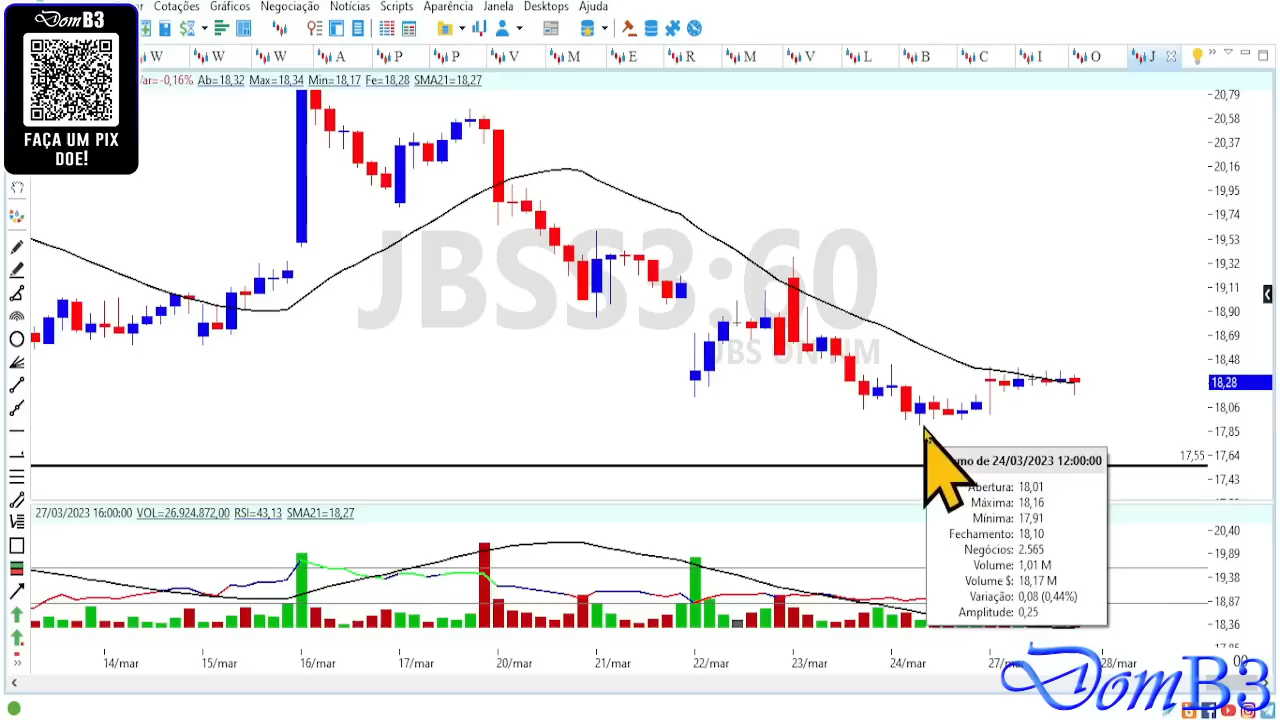 Cotações Gráficos Negociação Notícias Scripts Aparência Janela Desktops Ajuda
DomB3
FAÇA UM PIX
DOE!
W W W A P P V M E R M V L B C I O J
Var= -0,16% Ab=18,32 Max=18,34 Min=18,17 Fe=18,28 SMA21=18,27
JBSS3:60
JBS ON NM
20,79
20,58
20,37
20,16
19,95
19,74
19,53
19,32
19,11
18,90
18,69
18,48
18,28
18,06
17,85
17,55
17,64
17,43
mo de 24/03/2023 12:00:00
Abertura: 18,01
Máxima: 18,16
Mínima: 17,91
Fechamento: 18,10
Negócios: 2.565
Volume: 1,01 M
Volume $: 18,17 M
Variação: 0,08 (0,44%)
Amplitude: 0,25
27/03/2023 16:00:00 VOL=26.924.872,00 RSI=43,13 SMA21=18,27
20,40
19,89
19,38
18,87
18,36
14/mar 15/mar 16/mar 17/mar 20/mar 21/mar 22/mar 23/mar 24/mar 27/mar 28/mar
DomB3